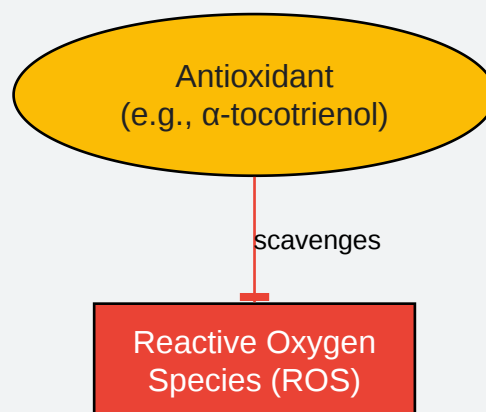 Antioxidant
(e.g., α-tocotrienol)
scavenges
Reactive Oxygen
Species (ROS)